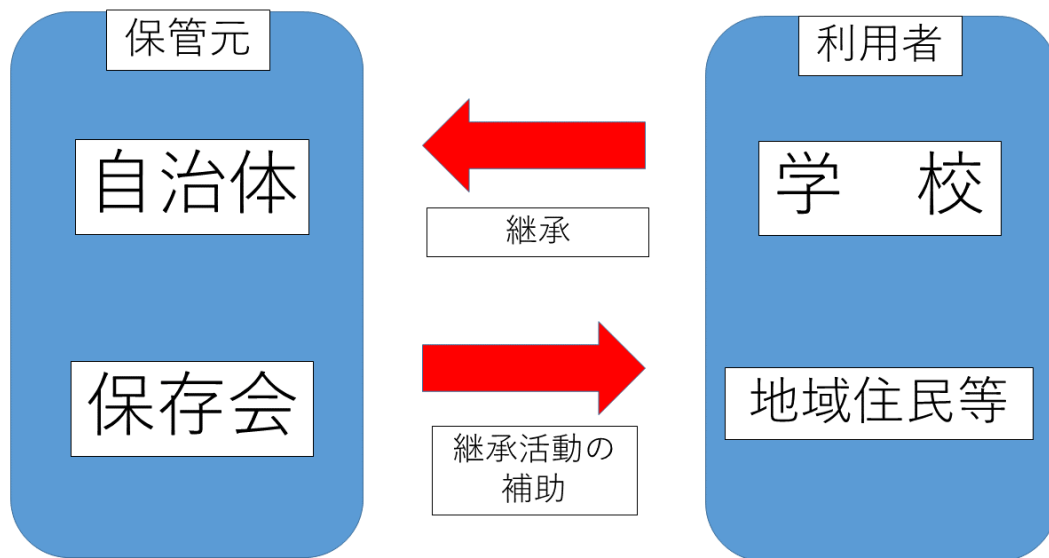 保管元
自治体
保存会
継承
継承活動の
補助
利用者
学　校
地域住民等